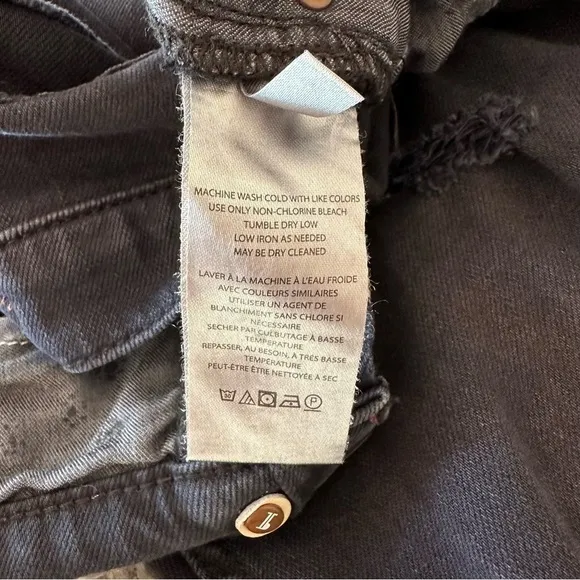 MACHINE WASH COLD WITH LIKE COLORS
USE ONLY NON-CHLORINE BLEACH
TUMBLE DRY LOW
LOW IRON AS NEEDED
MAY BE DRY CLEANED
LAVER À LA MACHINE À L'EAU FROIDE
AVEC COULEURS SIMILAIRES
UTILISER UN AGENT DE
BLANCHIMENT SANS CHLORE SI
NÉCESSAIRE
SECHER PAR CULBUTAGE À BASSE
TEMPÉRATURE
REPASSER, AU BESOIN, À TRÈS BASSE
TEMPÉRATURE
PEUT-ÊTRE ÊTRE NETTOYÉE À SEC
30
P